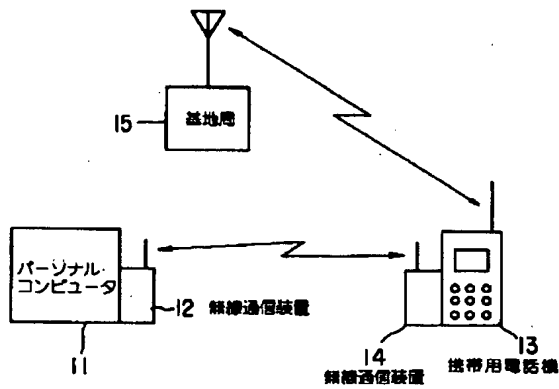 15
基地局
パーソナル・
コンピュータ
12 無線通信装置
11
14
無線通信装置
13
携帯用電話機